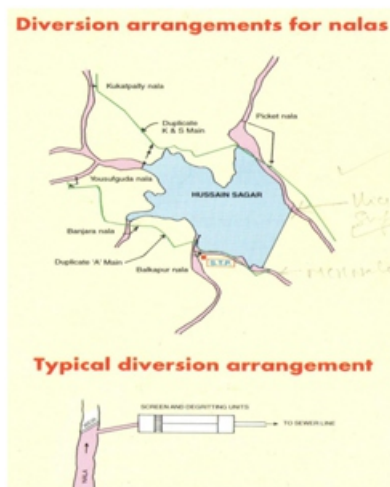 Diversion arrangements for nalas
Kukatpally nala
Duplicate
K & S Main
Picket nala
Yousufguda nala
HUSSAIN SAGAR
Banjara nala
Duplicate 'A' Main
Balkapur nala
S.T.P.
Typical diversion arrangement
SCREEN AND DEGRITTING UNITS
TO SEWER LINE
NALA